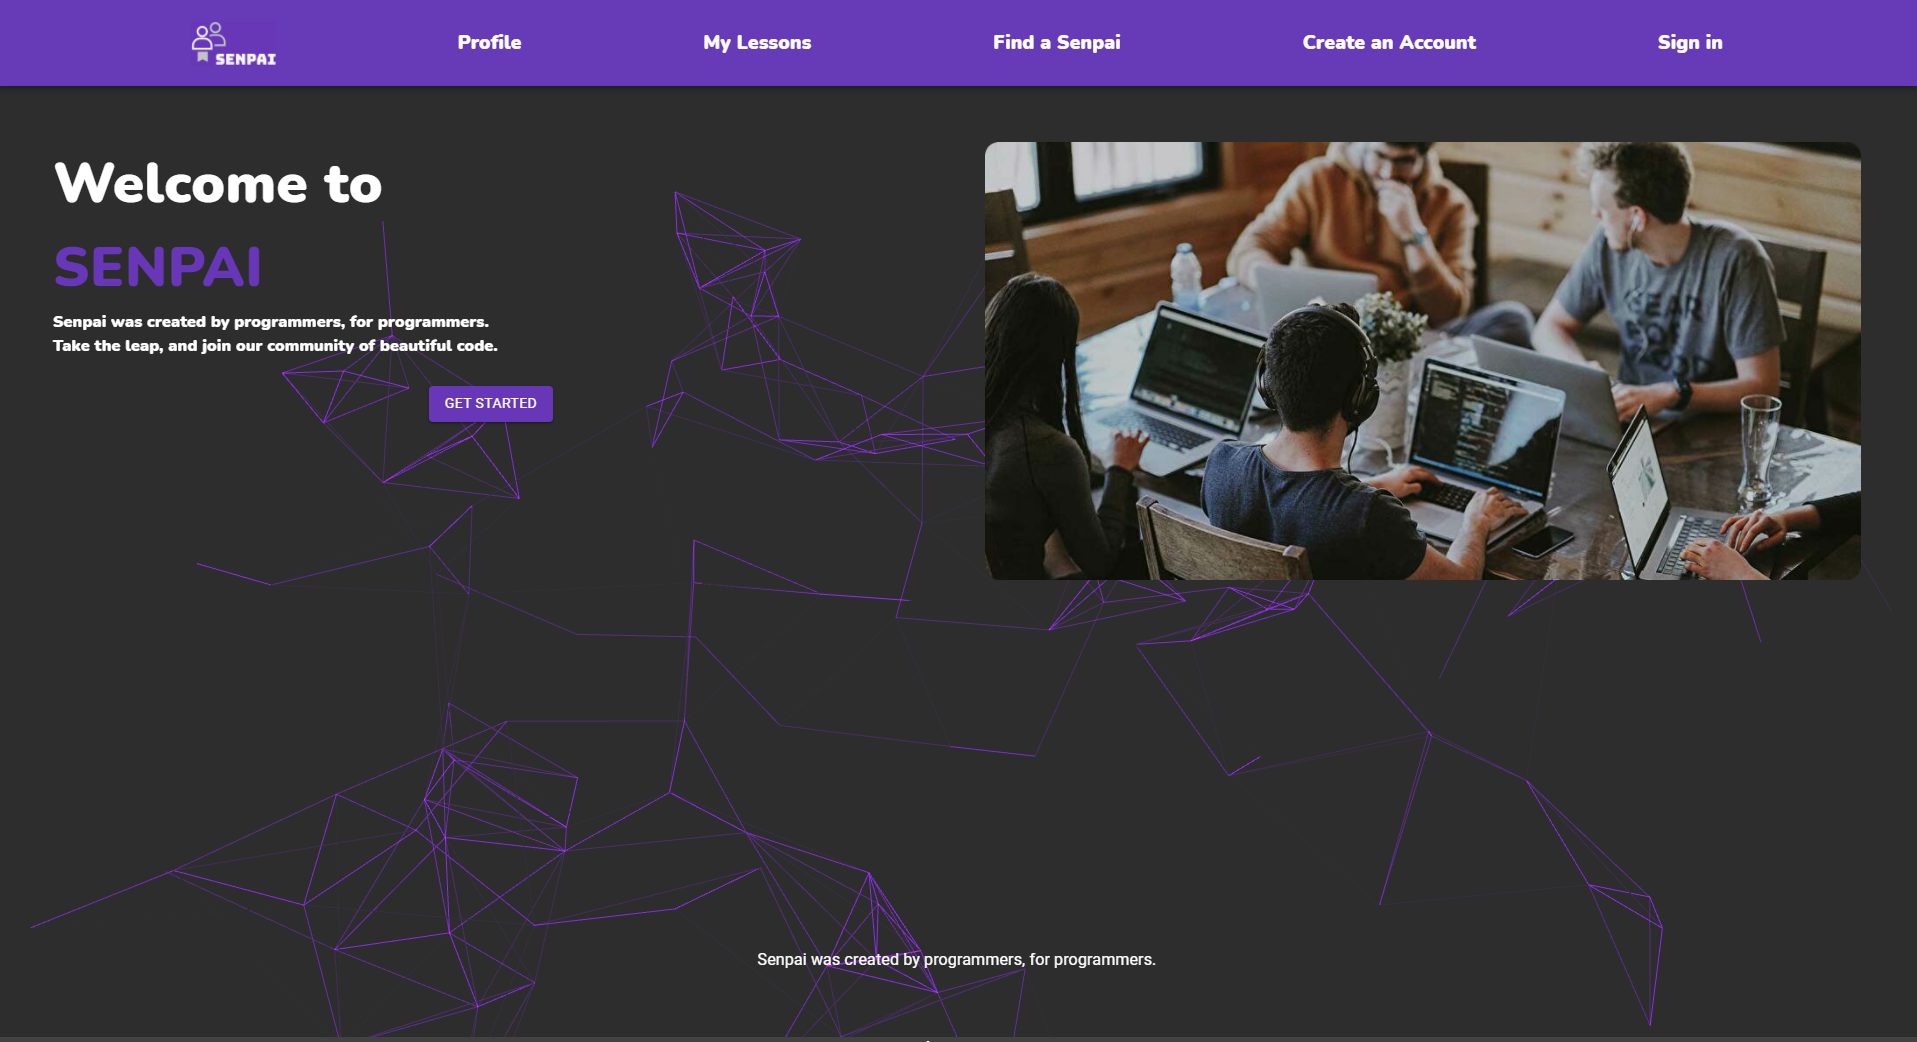 SENPAI
Profile
My Lessons
Find a Senpai
Create an Account
Sign in
Welcome to
SENPAI
Senpai was created by programmers, for programmers.
Take the leap, and join our community of beautiful code.
GET STARTED
Senpai was created by programmers, for programmers.